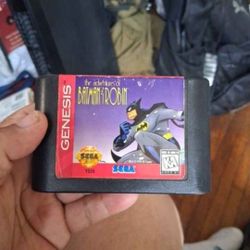 GENESIS
the adventures of
BATMAN & ROBIN
SEGA
SEGA